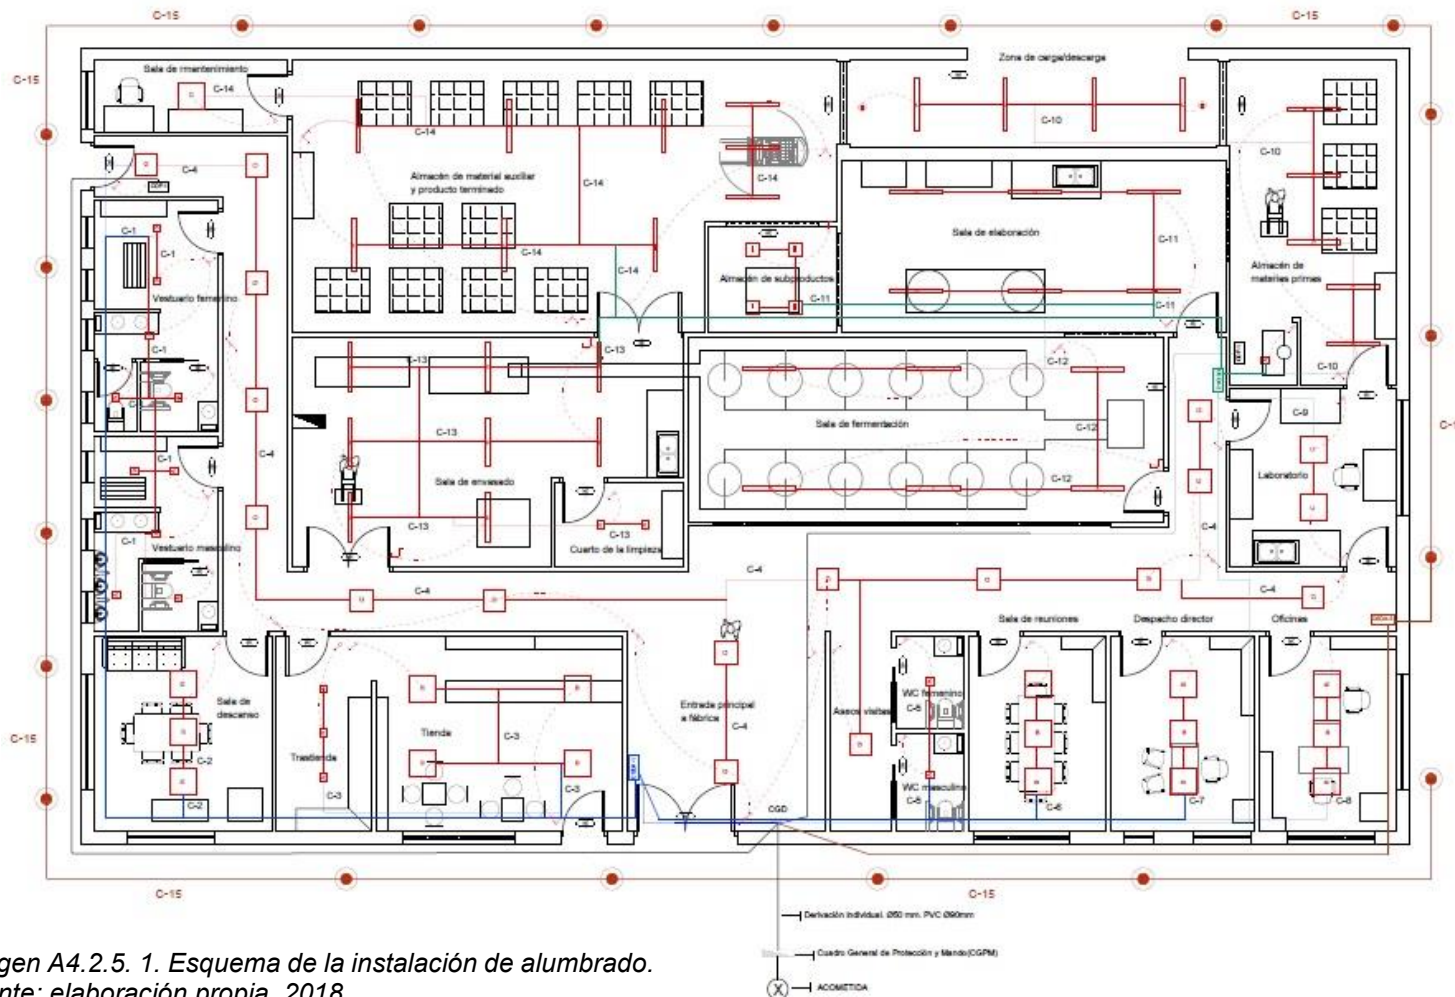 C-15
C-15
C-15
Sala de mantenimiento
C-14
Zona de carga/descarga
C-10
C-14
C-4
Almacén de material auxiliar
y producto terminado
C-14
C-14
C-10
C-1
C-1
Vestuario femenino
Sala de elaboración
C-11
C-14
C-14
Almacén de subproductos
C-11
C-11
Almacén de
materias primas
C-1
C-13
C-13
C-12
C-10
C-9
C-15
C-4
C-1
C-13
Sala de fermentación
C-12
Sala de envasado
C-12
Laboratorio
C-13
C-13
C-4
C-1
Vestuario masculino
Cuarto de la limpieza
C-4
C-4
C-4
Sala de reuniones
Despacho director
Oficinas
Sala de
descanso
C-2
C-2
Trastienda
C-3
Tienda
C-3
C-3
Entrada principal
a fábrica
C-4
Aseos visitas
WC femenino
C-5
WC masculino
C-5
C-6
C-7
C-8
C-15
CGD
C-15
C-15
Derivación individual. Ø50 mm. PVC Ø90mm
Cuadro General de Protección y Mando(CGPM)
X
ACOMETIDA
gen A4.2.5. 1. Esquema de la instalación de alumbrado.
nte: elaboración propia, 2018